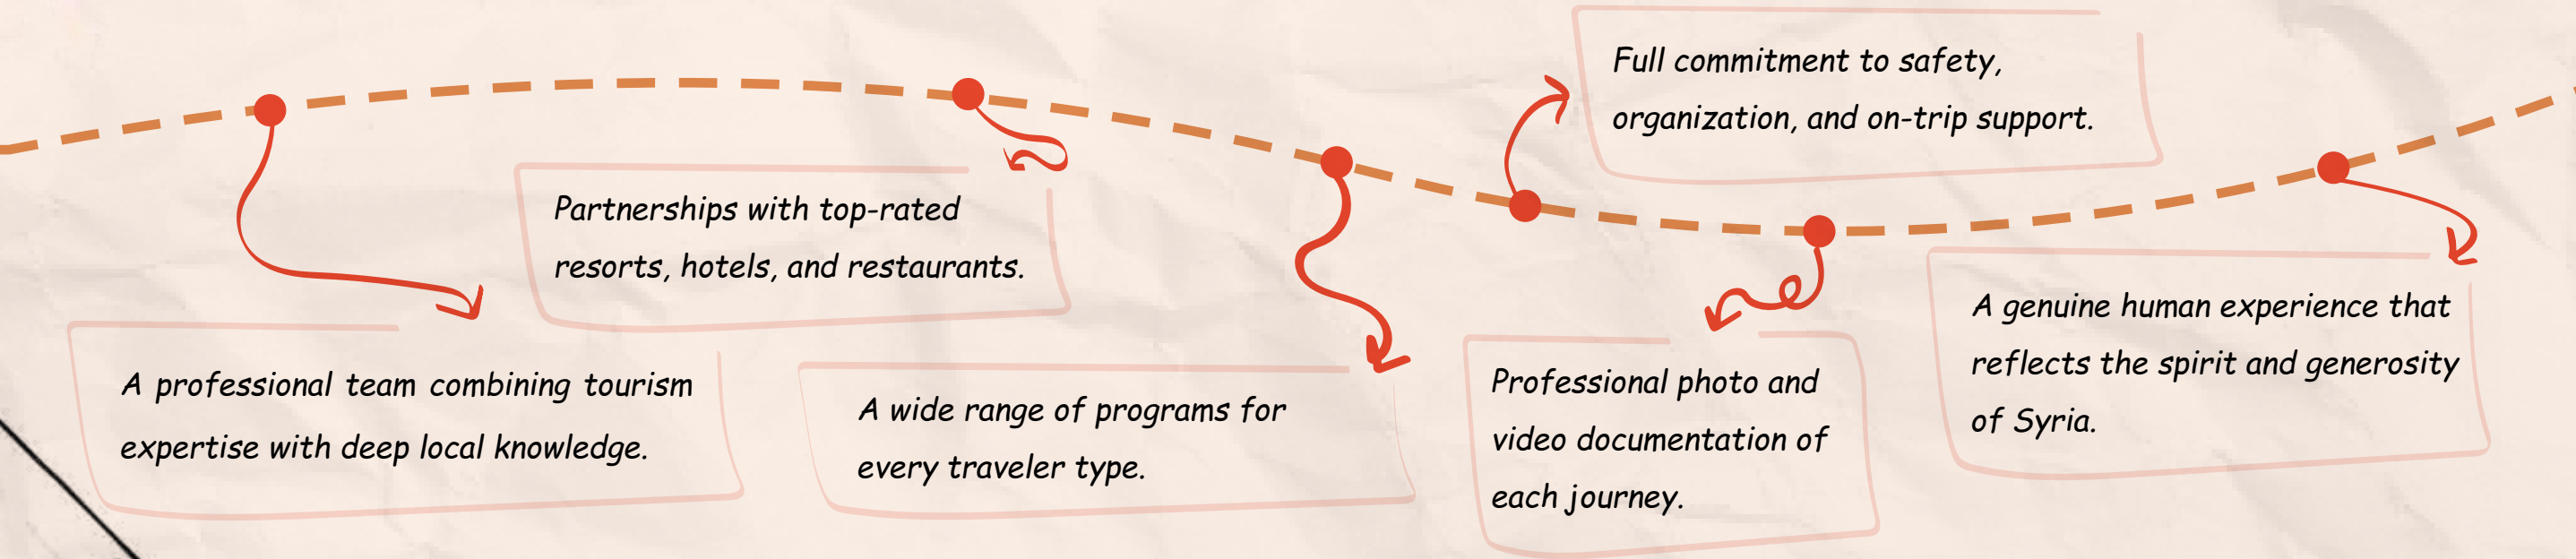 A professional team combining tourism
expertise with deep local knowledge.
Partnerships with top-rated
resorts, hotels, and restaurants.
A wide range of programs for
every traveler type.
Full commitment to safety,
organization, and on-trip support.
Professional photo and
video documentation of
each journey.
A genuine human experience that
reflects the spirit and generosity
of Syria.